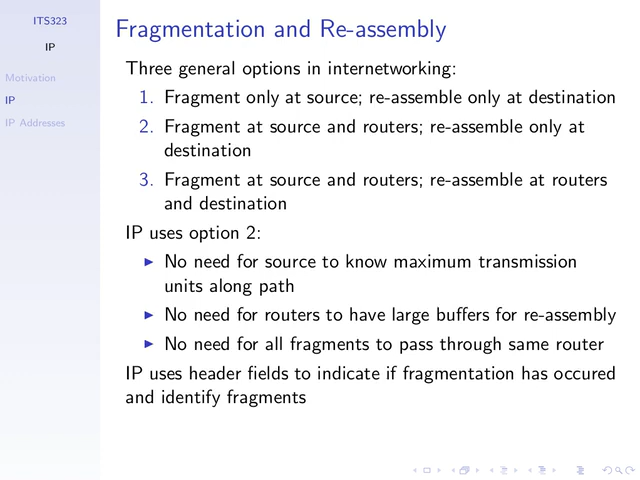 ITS323
IP
Motivation
IP
IP Addresses
Fragmentation and Re-assembly
Three general options in internetworking:
1. Fragment only at source; re-assemble only at destination
2. Fragment at source and routers; re-assemble only at
destination
3. Fragment at source and routers; re-assemble at routers
and destination
IP uses option 2:
▶ No need for source to know maximum transmission
units along path
▶ No need for routers to have large buffers for re-assembly
▶ No need for all fragments to pass through same router
IP uses header fields to indicate if fragmentation has occured
and identify fragments